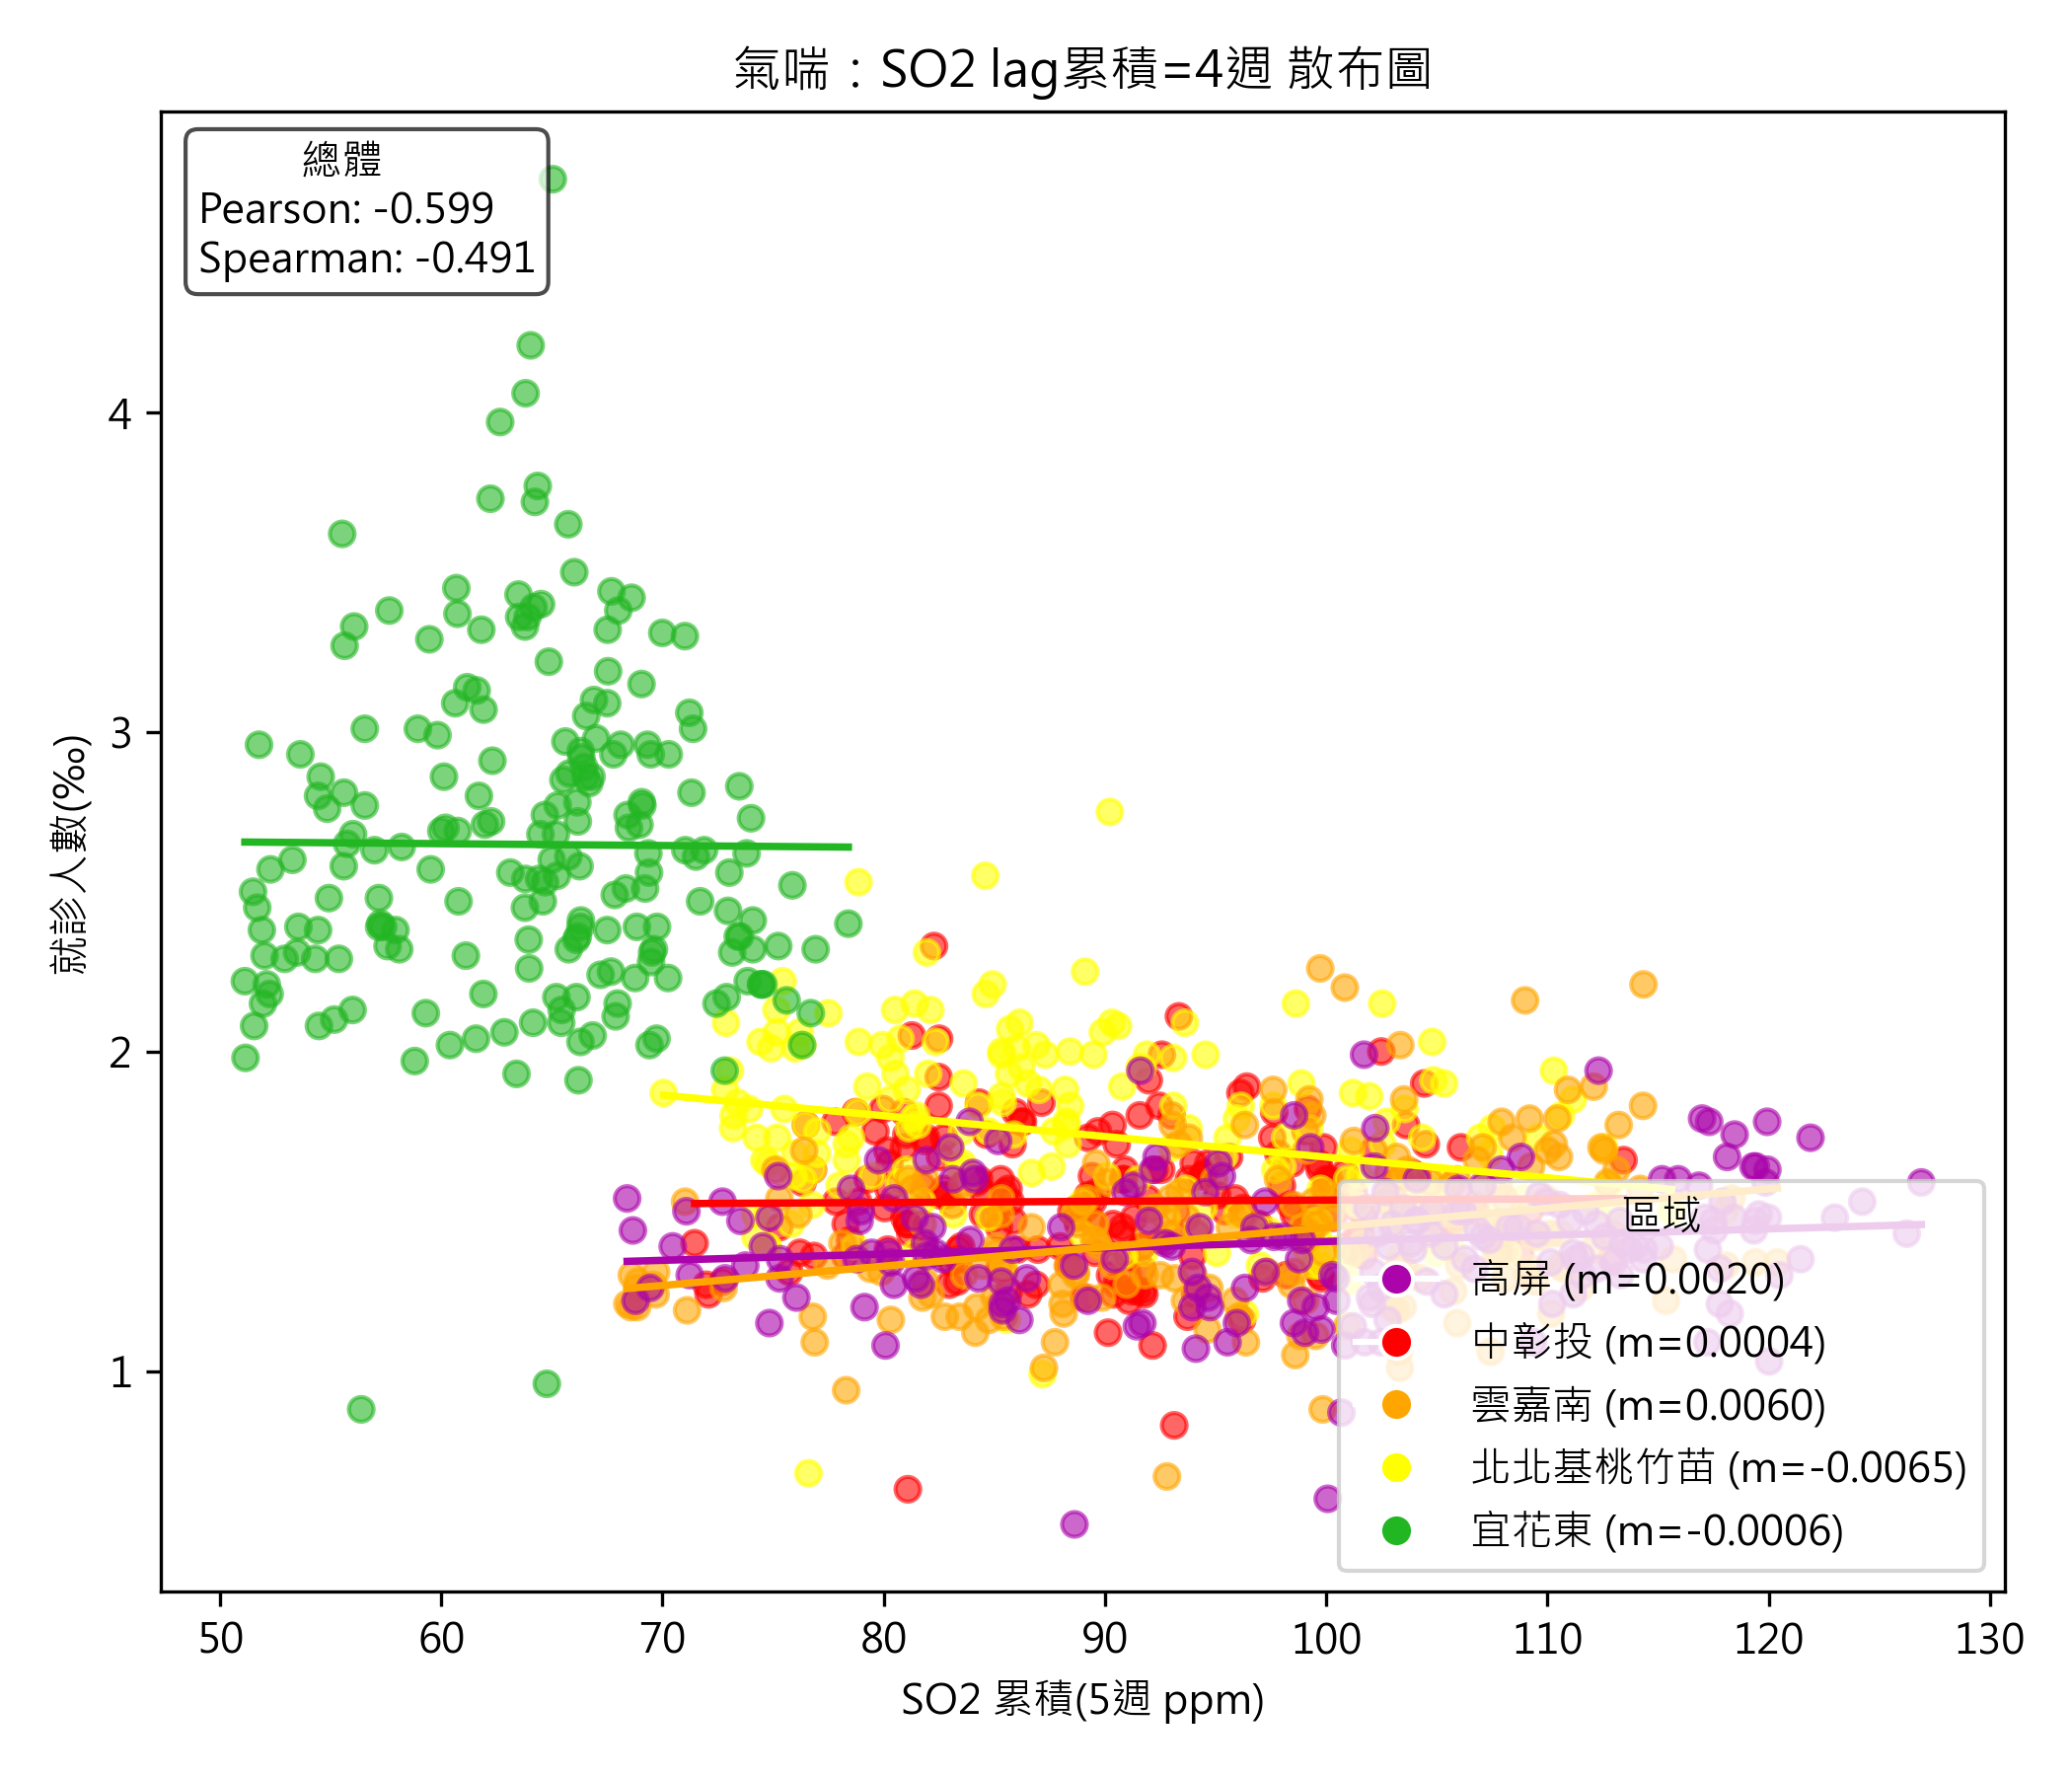 氣喘：SO2 lag累積=4週 散布圖
總體
Pearson: -0.599
Spearman: -0.491
就診人數(‰)
4
3
2
1
區域
高屏 (m=0.0020)
中彰投 (m=0.0004)
雲嘉南 (m=0.0060)
北北基桃竹苗 (m=-0.0065)
宜花東 (m=-0.0006)
50 60 70 80 90 100 110 120 130
SO2 累積(5週 ppm)